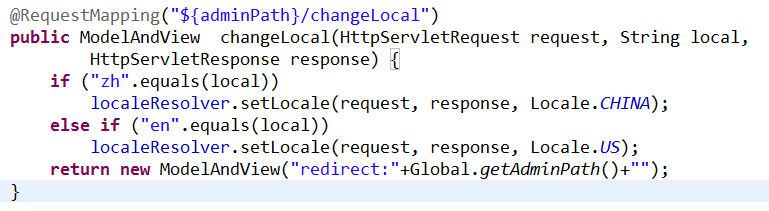 @RequestMapping("${adminPath}/changeLocal")
public ModelAndView  changeLocal(HttpServletRequest request, String local,
        HttpServletResponse response) {
    if ("zh".equals(local))
        localeResolver.setLocale(request, response, Locale.CHINA);
    else if ("en".equals(local))
        localeResolver.setLocale(request, response, Locale.US);
    return new ModelAndView("redirect:"+Global.getAdminPath()+"");
}